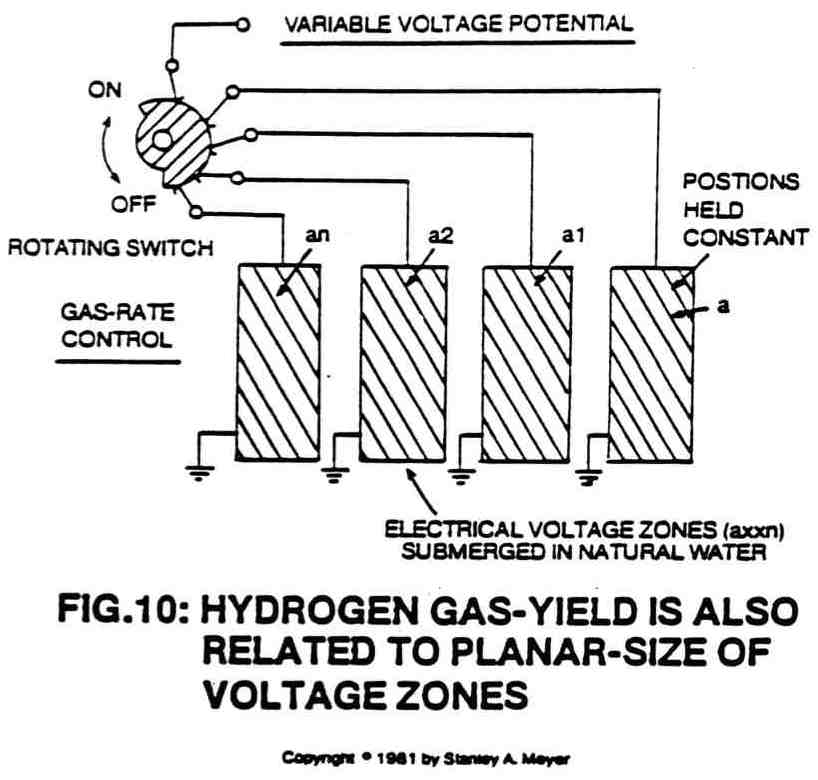 VARIABLE VOLTAGE POTENTIAL
ON
OFF
ROTATING SWITCH
GAS-RATE
CONTROL
an
a2
a1
POSTIONS
HELD
CONSTANT
a
ELECTRICAL VOLTAGE ZONES (axxn)
SUBMERGED IN NATURAL WATER
FIG.10: HYDROGEN GAS-YIELD IS ALSO
RELATED TO PLANAR-SIZE OF
VOLTAGE ZONES
Copyright © 1981 by Stanley A. Meyer